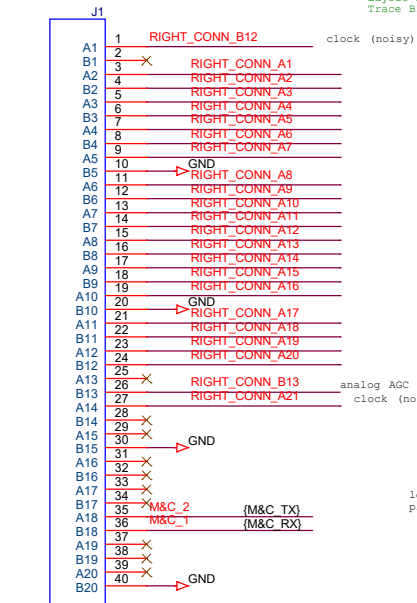 Trace B
J1
A1 1 RIGHT_CONN_B12 clock (noisy)
B1 2
A2 3 RIGHT_CONN_A1
B2 4 RIGHT_CONN_A2
A3 5 RIGHT_CONN_A3
B3 6 RIGHT_CONN_A4
A4 7 RIGHT_CONN_A5
B4 8 RIGHT_CONN_A6
A5 9 RIGHT_CONN_A7
B5 10 GND
A6 11 RIGHT_CONN_A8
B6 12 RIGHT_CONN_A9
A7 13 RIGHT_CONN_A10
B7 14 RIGHT_CONN_A11
A8 15 RIGHT_CONN_A12
B8 16 RIGHT_CONN_A13
A9 17 RIGHT_CONN_A14
B9 18 RIGHT_CONN_A15
A10 19 RIGHT_CONN_A16
B10 20 GND
A11 21 RIGHT_CONN_A17
B11 22 RIGHT_CONN_A18
A12 23 RIGHT_CONN_A19
B12 24 RIGHT_CONN_A20
A13 25
B13 26 RIGHT_CONN_B13 analog AGC
A14 27 RIGHT_CONN_A21 clock (no
B14 28
A15 29
B15 30 GND
A16 31
B16 32
A17 33
B17 34
A18 35 M&C_2 {M&C_TX}
B18 36 M&C_1 {M&C_RX}
A19 37
B19 38
A20 39
B20 40 GND